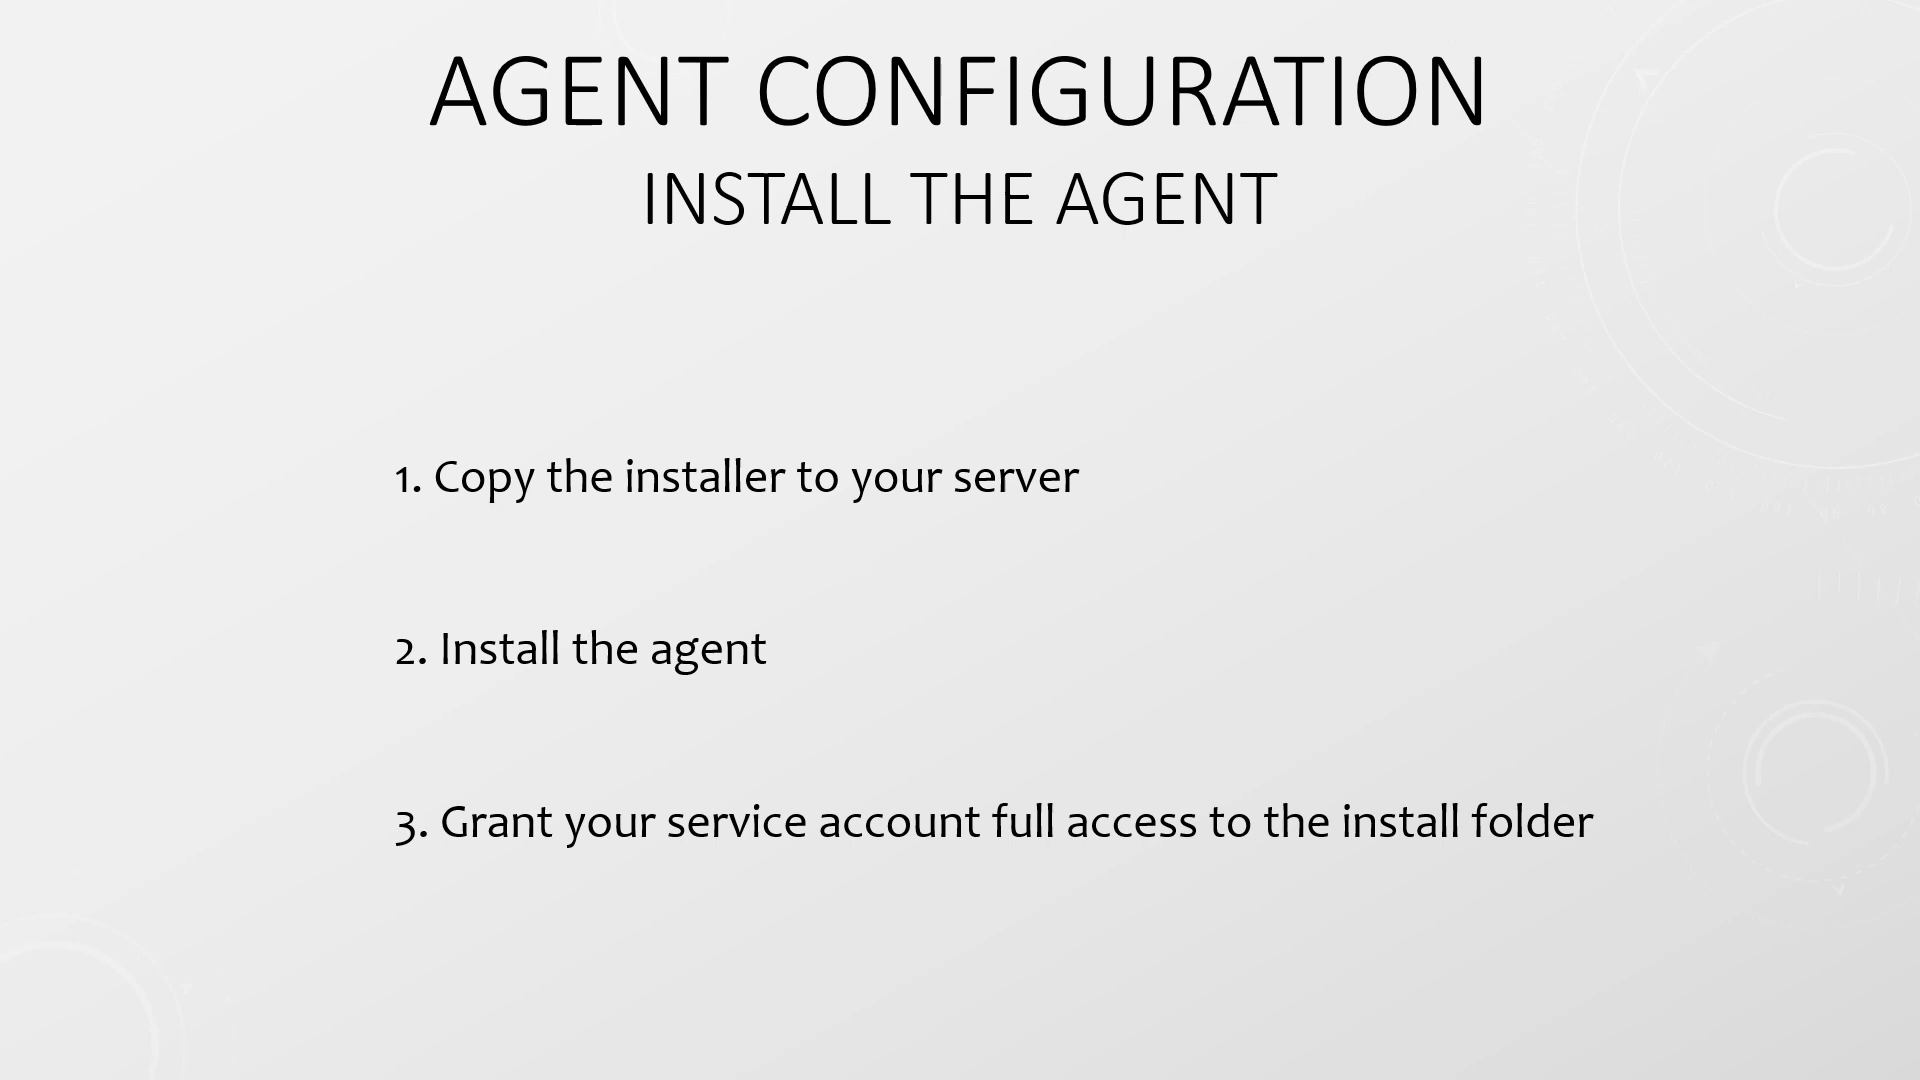 AGENT CONFIGURATION
INSTALL THE AGENT
1. Copy the installer to your server
2. Install the agent
3. Grant your service account full access to the install folder